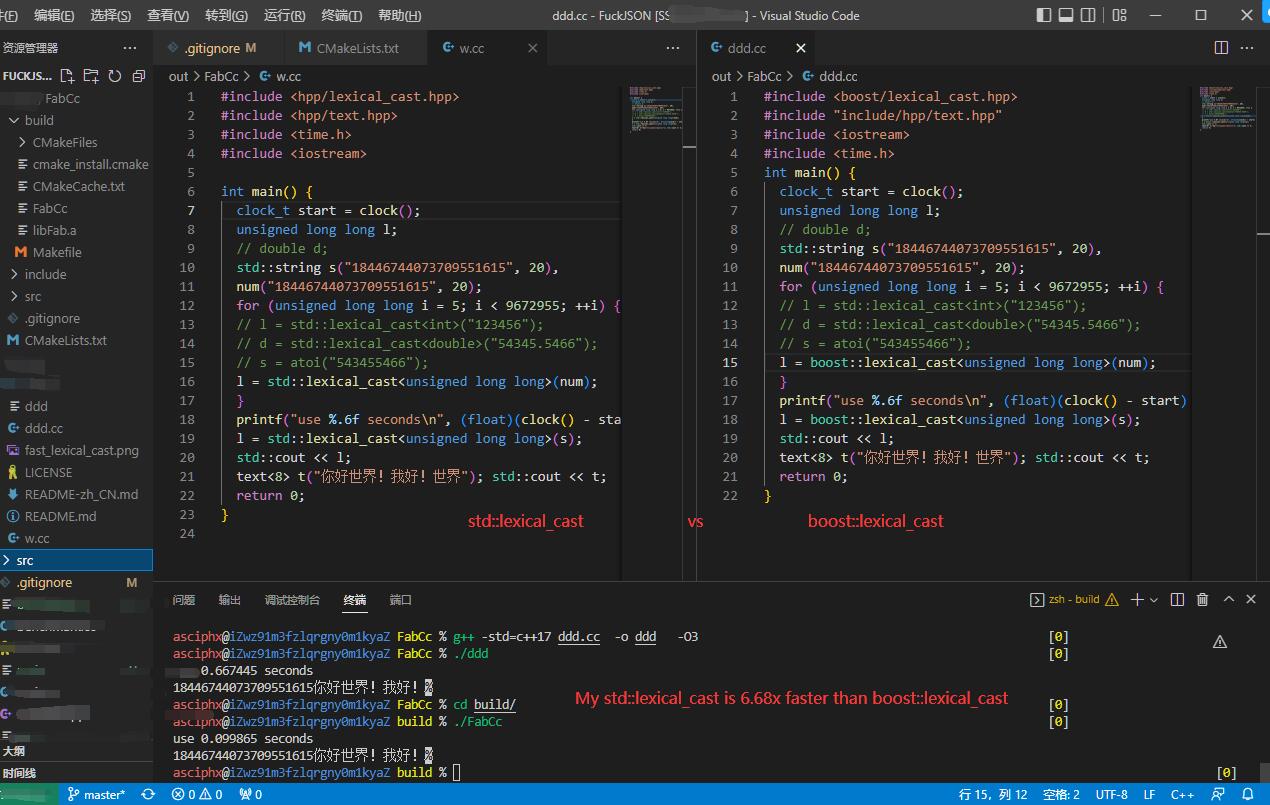 件(F) 编辑(E) 选择(S) 查看(V) 转到(G) 运行(R) 终端(T) 帮助(H) ddd.cc - FuckJSON [SS ] - Visual Studio Code
资源管理器
FUCKJS...
FabCc
build
CMakeFiles
cmake_install.cmake
CMakeCache.txt
FabCc
libFab.a
Makefile
include
src
.gitignore
CMakeLists.txt
ddd
ddd.cc
fast_lexical_cast.png
LICENSE
README-zh_CN.md
README.md
w.cc
src
.gitignore M
大纲
时间线
.gitignore M CMakeLists.txt w.cc
out > FabCc > w.cc
1 #include <hpp/lexical_cast.hpp>
2 #include <hpp/text.hpp>
3 #include <time.h>
4 #include <iostream>
5
6 int main() {
7 clock_t start = clock();
8 unsigned long long l;
9 // double d;
10 std::string s("18446744073709551615", 20),
11 num("18446744073709551615", 20);
12 for (unsigned long long i = 5; i < 9672955; ++i) {
13 // l = std::lexical_cast<int>("123456");
14 // d = std::lexical_cast<double>("54345.5466");
15 // s = atoi("543455466");
16 l = std::lexical_cast<unsigned long long>(num);
17 }
18 printf("use %.6f seconds\n", (float)(clock() - sta
19 l = std::lexical_cast<unsigned long long>(s);
20 std::cout << l;
21 text<8> t("你好世界！我好！世界"); std::cout << t;
22 return 0;
23 }
24
ddd.cc
out > FabCc > ddd.cc
1 #include <boost/lexical_cast.hpp>
2 #include "include/hpp/text.hpp"
3 #include <iostream>
4 #include <time.h>
5 int main() {
6 clock_t start = clock();
7 unsigned long long l;
8 // double d;
9 std::string s("18446744073709551615", 20),
10 num("18446744073709551615", 20);
11 for (unsigned long long i = 5; i < 9672955; ++i) {
12 // l = std::lexical_cast<int>("123456");
13 // d = std::lexical_cast<double>("54345.5466");
14 // s = atoi("543455466");
15 l = boost::lexical_cast<unsigned long long>(num);
16 }
17 printf("use %.6f seconds\n", (float)(clock() - start)
18 l = boost::lexical_cast<unsigned long long>(s);
19 std::cout << l;
20 text<8> t("你好世界！我好！世界"); std::cout << t;
21 return 0;
22 }
std::lexical_cast vs boost::lexical_cast
问题 输出 调试控制台 终端 端口 zsh - build
asciphx@iZwz91m3fzlqrgny0m1kyaZ FabCc % g++ -std=c++17 ddd.cc -o ddd -O3 [0]
asciphx@iZwz91m3fzlqrgny0m1kyaZ FabCc % ./ddd [0]
0.667445 seconds
18446744073709551615你好世界！我好！%
asciphx@iZwz91m3fzlqrgny0m1kyaZ FabCc % cd build/ [0]
asciphx@iZwz91m3fzlqrgny0m1kyaZ build % ./FabCc [0]
use 0.099865 seconds
18446744073709551615你好世界！我好！%
asciphx@iZwz91m3fzlqrgny0m1kyaZ build % [0]
My std::lexical_cast is 6.68x faster than boost::lexical_cast
master* 0 0 0 行 15，列 12 空格: 2 UTF-8 LF C++